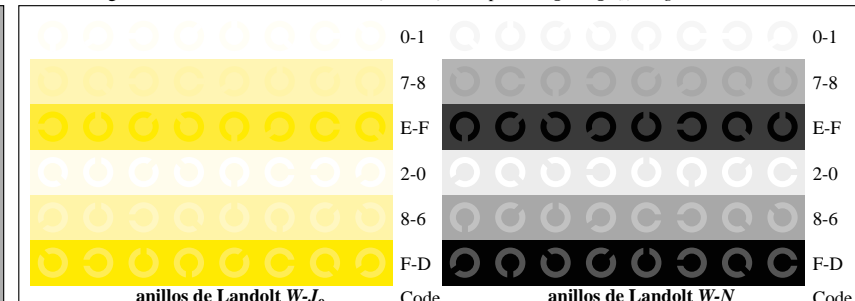 0-1 0-1
7-8 7-8
E-F E-F
2-0 2-0
8-6 8-6
F-D F-D
anillos de Landolt W-J Code anillos de Landolt W-N Code